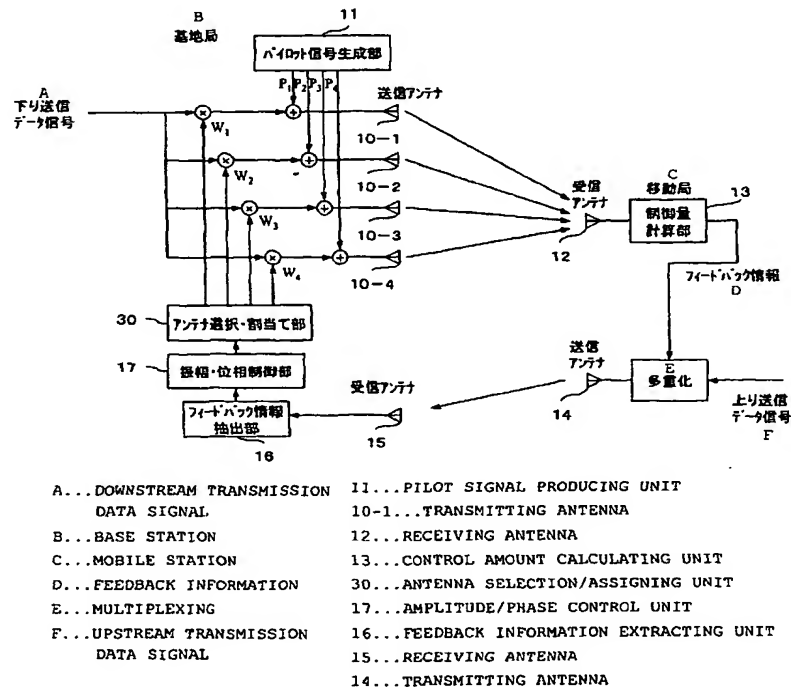 B
基地局
11
パイロット信号生成部
P1 P2 P3 P4
送信アンテナ
A
下り送信
データ信号
W1
10-1
W2
10-2
W3
10-3
W4
10-4
受信
アンテナ
12
C
移動局
13
制御量
計算部
フィードバック情報
D
30
アンテナ選択・割当て部
17
振幅・位相制御部
フィードバック情報
抽出部
16
受信アンテナ
15
送信
アンテナ
14
E
多重化
上り送信
データ信号
F
A...DOWNSTREAM TRANSMISSION
DATA SIGNAL
B...BASE STATION
C...MOBILE STATION
D...FEEDBACK INFORMATION
E...MULTIPLEXING
F...UPSTREAM TRANSMISSION
DATA SIGNAL
11...PILOT SIGNAL PRODUCING UNIT
10-1...TRANSMITTING ANTENNA
12...RECEIVING ANTENNA
13...CONTROL AMOUNT CALCULATING UNIT
30...ANTENNA SELECTION/ASSIGNING UNIT
17...AMPLITUDE/PHASE CONTROL UNIT
16...FEEDBACK INFORMATION EXTRACTING UNIT
15...RECEIVING ANTENNA
14...TRANSMITTING ANTENNA